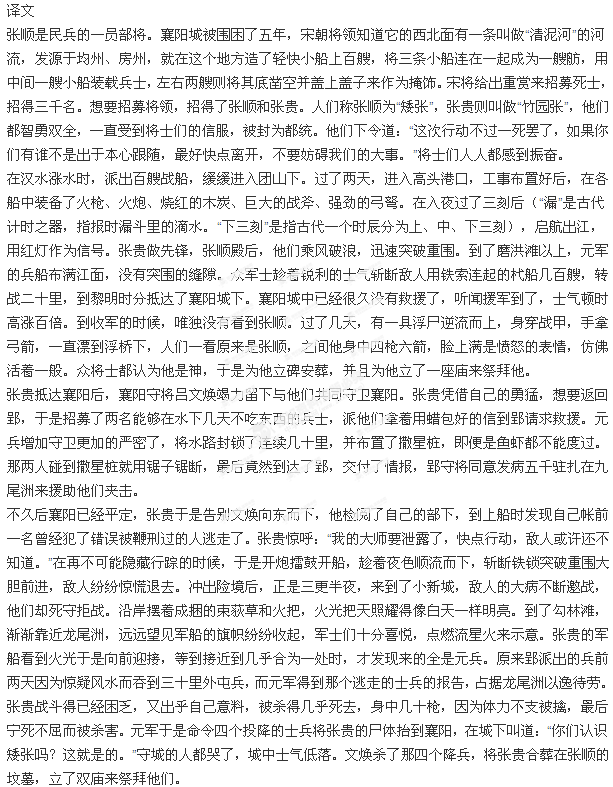 译文
张顺是民兵的一员部将。襄阳城被围困了五年，宋朝将领知道它的西北面有一条叫做“清泥河”的河
流，发源于均州、房州，就在这个地方造了轻快小船上百艘，将三条小船连在一起成为一艘舫，用
中间一艘小船装载兵士，左右两艘则将其底凿空并盖上盖子来作为掩饰。宋将给出重赏来招募死士，
招得三千名。想要招募将领，招得了张顺和张贵。人们称张顺为“矮张”，张贵则叫做“竹园张”，他们
都智勇双全，一直受到将士们的信服，被封为都统。他们下令道：“这次行动不过一死罢了，如果你
们有谁不是出于本心跟随，最好快点离开，不要妨碍我们的大事。”将士们人人都感到振奋。
在汉水涨水时，派出百艘战船，缓缓进入团山下。过了两天，进入高头港口，工事布置好后，在各
船中装备了火枪、火炮、烧红的木炭、巨大的战斧、强劲的弓弩。在入夜过了三刻后（“漏”是古代
计时之器，指报时漏斗里的滴水。“下三刻”是指古代一个时辰分为上、中、下三刻），启航出江，
用红灯作为信号。张贵做先锋，张顺殿后，他们乘风破浪，迅速突破重围。到了磨洪滩以上，元军
的兵船布满江面，没有突围的缝隙。众军士趁着锐利的士气斩断敌人用铁索连起的杙船几百艘，转
战二十里，到黎明时分抵达了襄阳城下。襄阳城中已经很久没有救援了，听闻援军到了，士气顿时
高涨百倍。到收军的时候，唯独没有看到张顺。过了几天，有一具浮尸逆流而上，身穿战甲，手拿
弓箭，一直漂到浮桥下，人们一看原来是张顺，之间他身中四枪六箭，脸上满是愤怒的表情，仿佛
活着一般。众将士都认为他是神，于是为他立碑安葬，并且为他立了一座庙来祭拜他。
张贵抵达襄阳后，襄阳守将吕文焕竭力留下与他们共同守卫襄阳。张贵凭借自己的勇猛，想要返回
郢，于是招募了两名能够在水下几天不吃东西的兵士，派他们拿着用蜡包好的信到郢请求救援。元
兵增加守卫更加的严密了，将水路封锁了连续几十里，并布置了撒星桩，即便是鱼虾都不能度过。
那两人碰到撒星桩就用锯子锯断，最后竟然到达了郢，交付了情报，郢守将同意发病五千驻扎在九
尾洲来援助他们夹击。
不久后襄阳已经平定，张贵于是告别文焕向东而下，他检阅了自己的部下，到上船时发现自己帐前
一名曾经犯了错误被鞭刑过的人逃走了。张贵惊呼：“我的大师要泄露了，快点行动，敌人或许还不
知道。”在再不可能隐藏行踪的时候，于是开炮擂鼓开船，趁着夜色顺流而下，斩断铁锁突破重围大
胆前进，敌人纷纷惊慌退去。冲出险境后，正是三更半夜，来到了小新城，敌人的大病不断邀战，
他们却死守拒战。沿岸摆着成捆的束荻草和火把，火光把天照耀得像白天一样明亮。到了勾林滩，
渐渐靠近龙尾洲，远远望见军船的旗帜纷纷收起，军士们十分喜悦，点燃流星火来示意。张贵的军
船看到火光于是向前迎接，等到接近到几乎合为一处时，才发现来的全是元兵。原来郢派出的兵前
两天因为惊疑风水而吞到三十里外屯兵，而元军得到那个逃走的士兵的报告，占据龙尾洲以逸待劳。
张贵战斗得已经困乏，又出乎自己意料，被杀得几乎死去，身中几十枪，因为体力不支被擒，最后
宁死不屈而被杀害。元军于是命令四个投降的士兵将张贵的尸体抬到襄阳，在城下叫道：“你们认识
矮张吗？这就是的。”守城的人都哭了，城中士气低落。文焕杀了那四个降兵，将张贵合葬在张顺的
坟墓，立了双庙来祭拜他们。